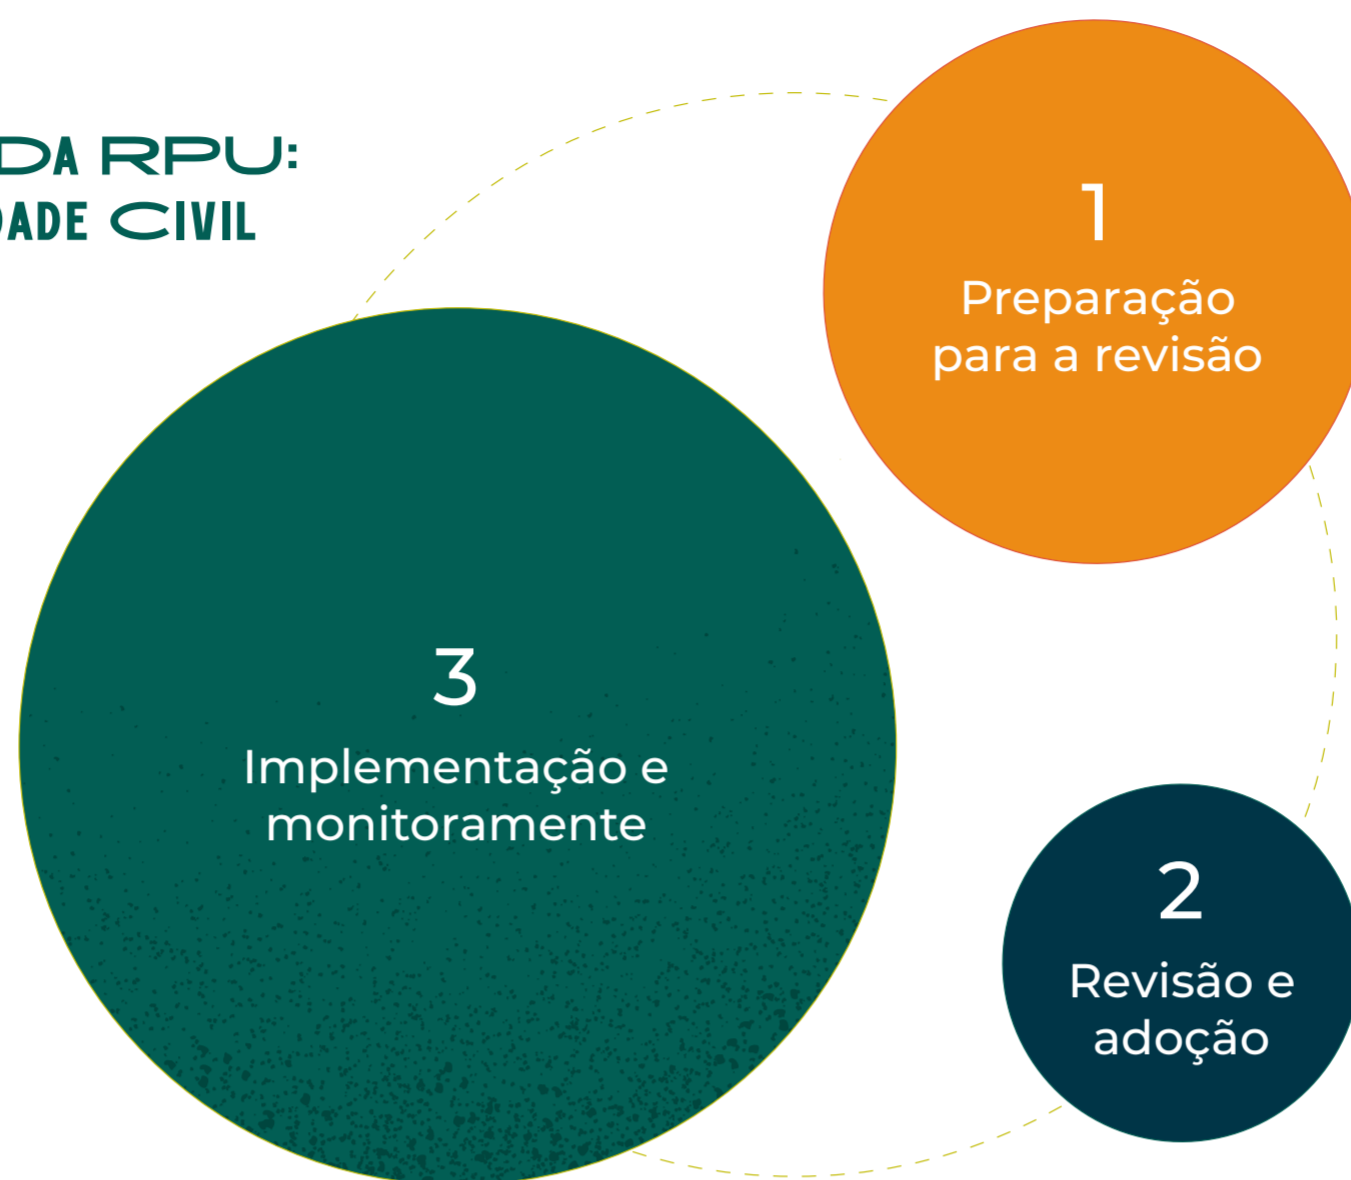 DA RPU:
DADE CIVIL
1
Preparação
para a revisão
3
Implementação e
monitoramente
2
Revisão e
adoção